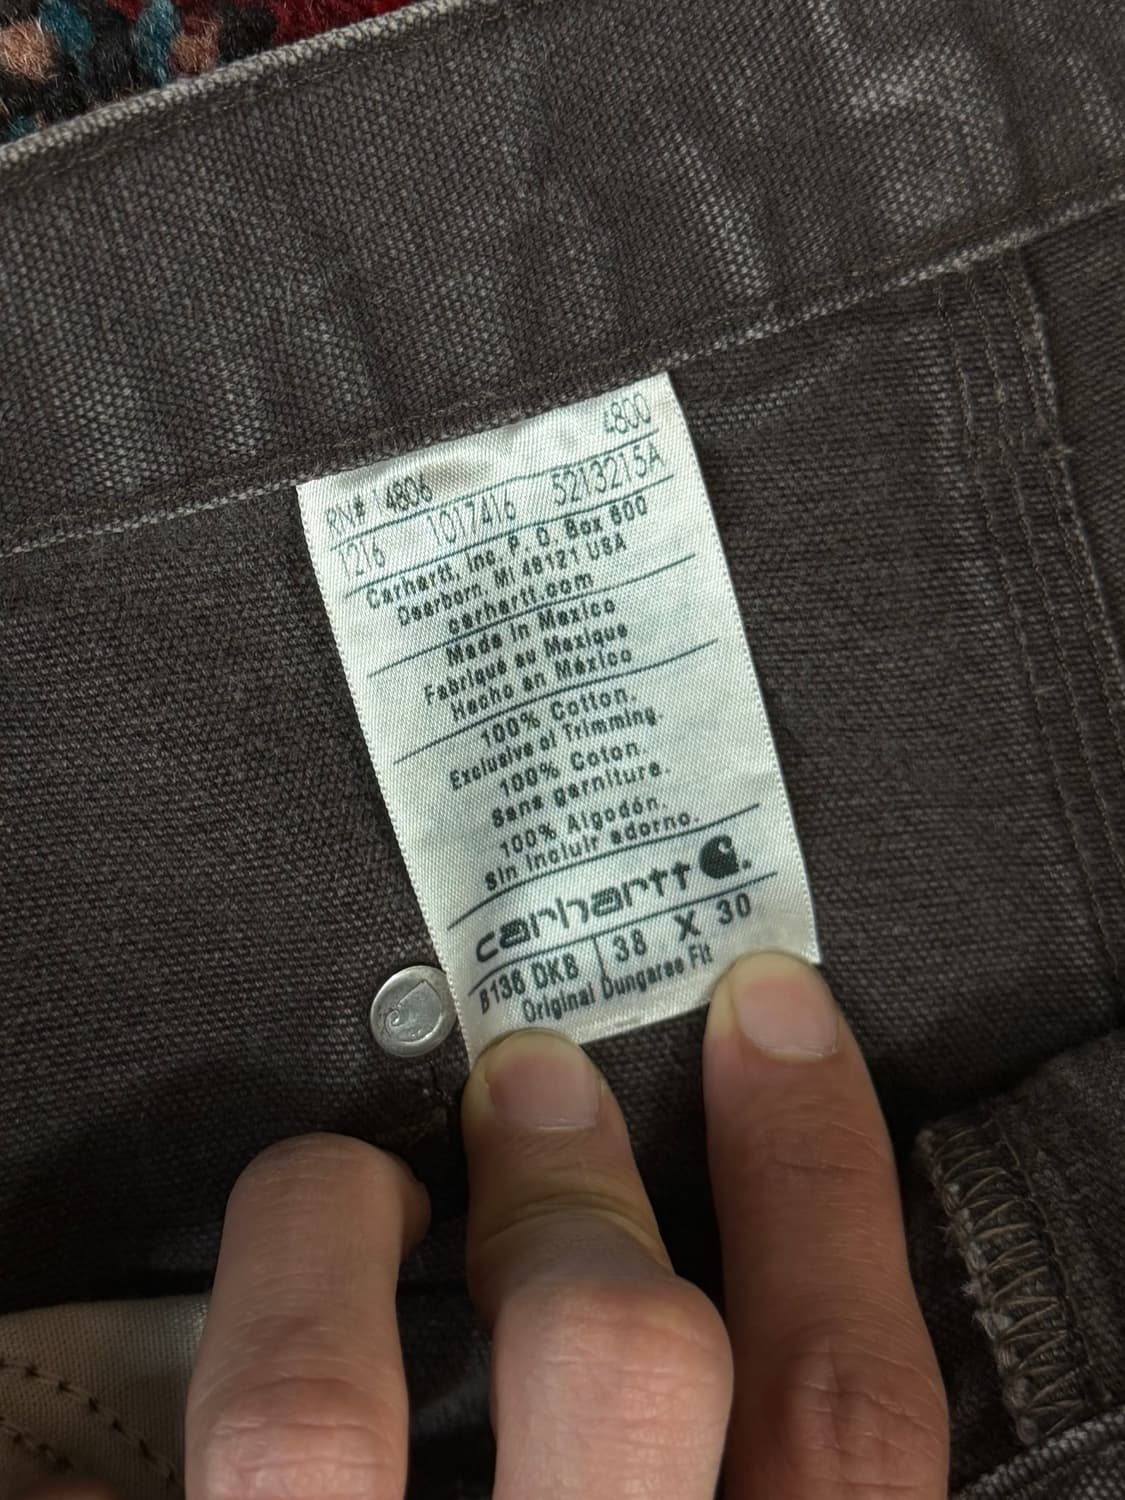 RN# 14806 4800
1216 1017416 5213215A
Carhartt, Inc. P. O. Box 600
Dearborn, MI 48121 USA
carhartt.com
Made in Mexico
Fabriqué au Mexique
Hecho en México
100% Cotton.
Exclusive of Trimming.
100% Coton.
Sans garniture.
100% Algodón.
Sin incluir adorno.
carhartt
B136 DKB 38 X 30
Original Dungaree Fit